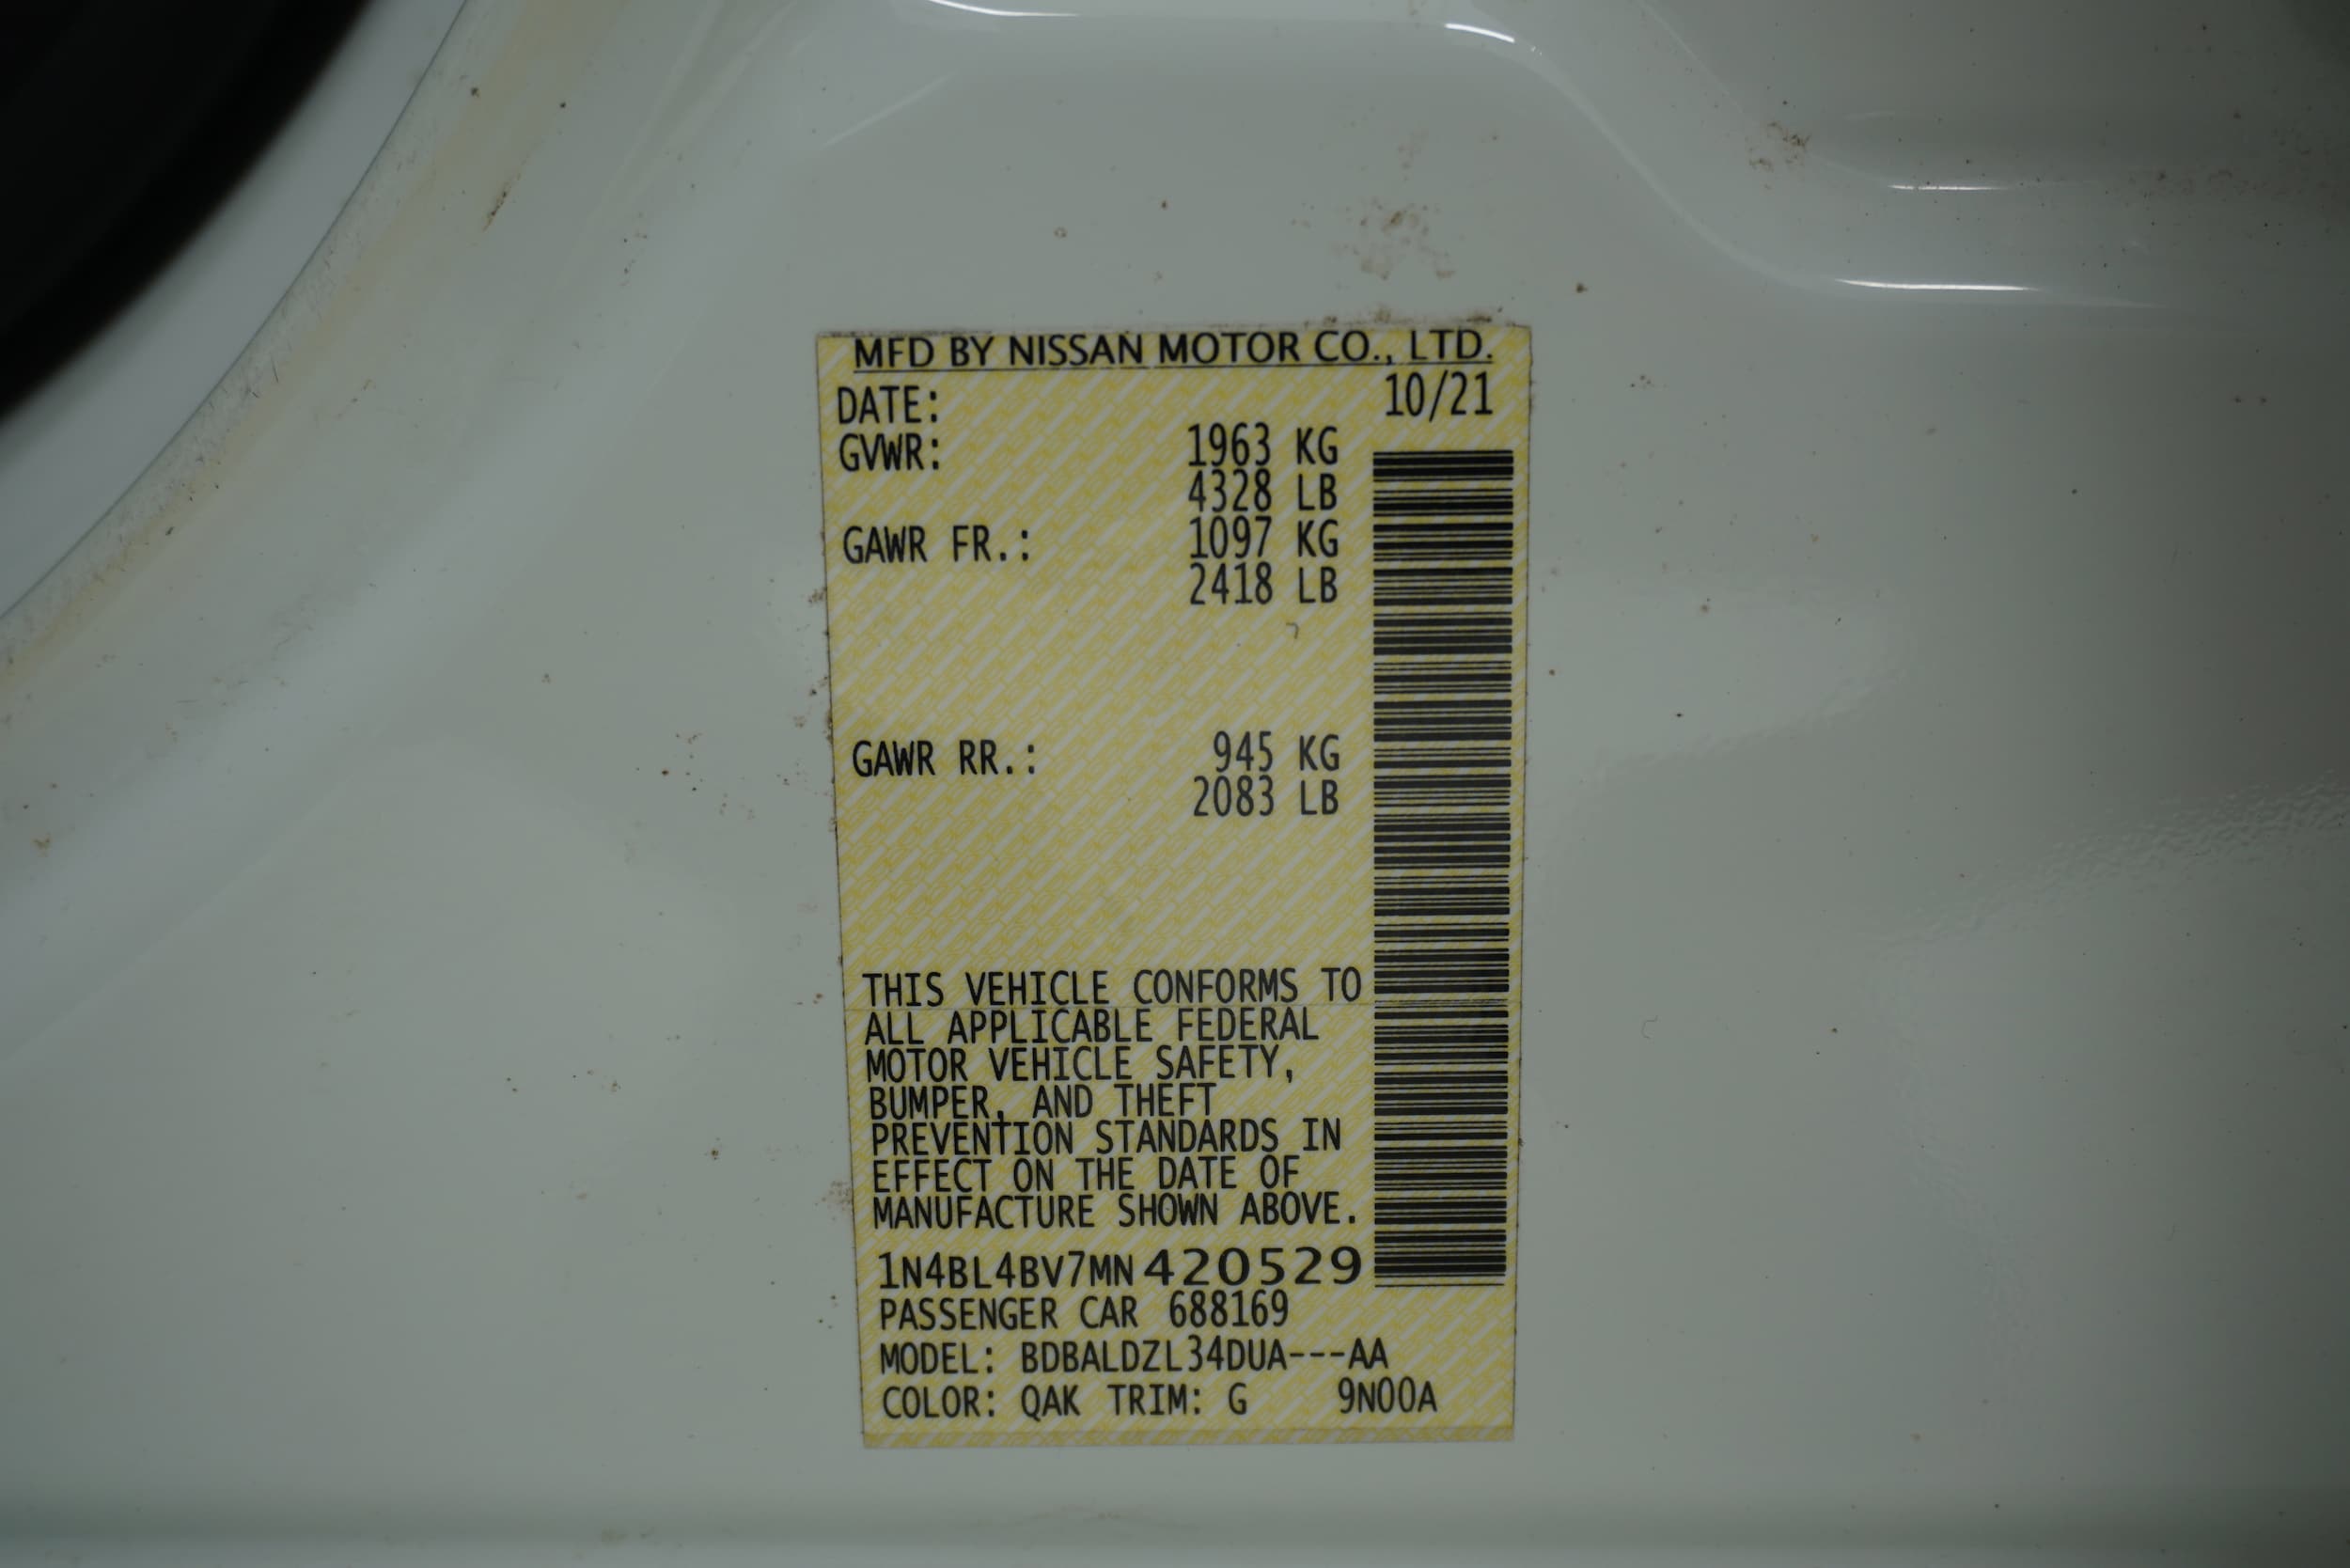 MFD BY NISSAN MOTOR CO., LTD.
DATE: 10/21
GVWR: 1963 KG
4328 LB
GAWR FR.: 1097 KG
2418 LB
GAWR RR.: 945 KG
2083 LB
THIS VEHICLE CONFORMS TO
ALL APPLICABLE FEDERAL
MOTOR VEHICLE SAFETY,
BUMPER, AND THEFT
PREVENTION STANDARDS IN
EFFECT ON THE DATE OF
MANUFACTURE SHOWN ABOVE.
1N4BL4BV7MN420529
PASSENGER CAR 688169
MODEL: BDBALDZL34DUA---AA
COLOR: QAK TRIM: G 9N00A